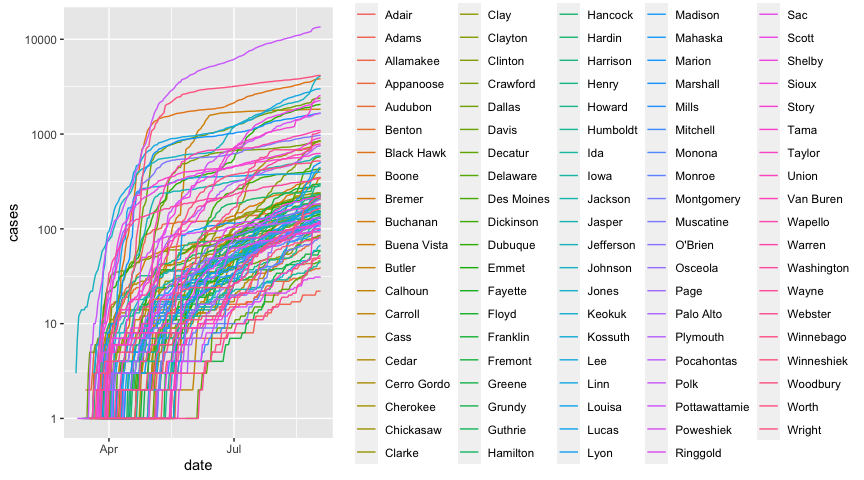 10000
1000
100
10
1
cases
Apr
Jul
date
Adair
Adams
Allamakee
Appanoose
Audubon
Benton
Black Hawk
Boone
Bremer
Buchanan
Buena Vista
Butler
Calhoun
Carroll
Cass
Cedar
Cerro Gordo
Cherokee
Chickasaw
Clarke
Clay
Clayton
Clinton
Crawford
Dallas
Davis
Decatur
Delaware
Des Moines
Dickinson
Dubuque
Emmet
Fayette
Floyd
Franklin
Fremont
Greene
Grundy
Guthrie
Hamilton
Hancock
Hardin
Harrison
Henry
Howard
Humboldt
Ida
Iowa
Jackson
Jasper
Jefferson
Johnson
Jones
Keokuk
Kossuth
Lee
Linn
Louisa
Lucas
Lyon
Madison
Mahaska
Marion
Marshall
Mills
Mitchell
Monona
Monroe
Montgomery
Muscatine
O'Brien
Osceola
Page
Palo Alto
Plymouth
Pocahontas
Polk
Pottawattamie
Poweshiek
Ringgold
Sac
Scott
Shelby
Sioux
Story
Tama
Taylor
Union
Van Buren
Wapello
Warren
Washington
Wayne
Webster
Winnebago
Winneshiek
Woodbury
Worth
Wright